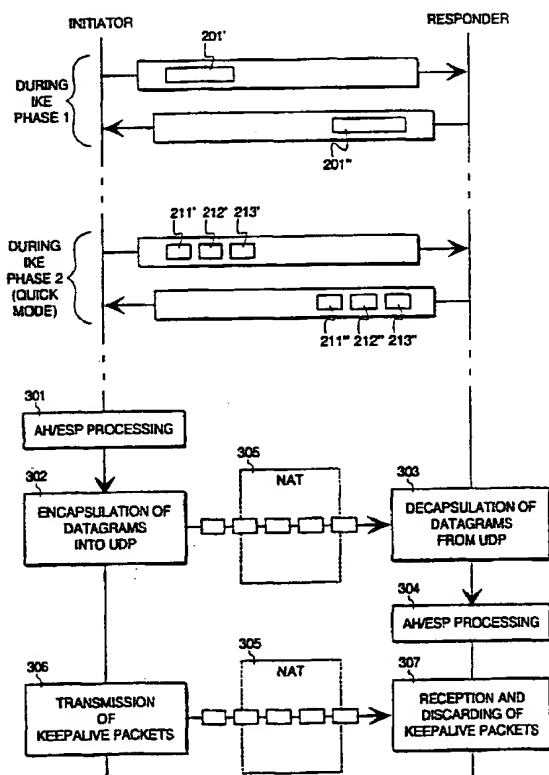 INITIATOR
RESPONDER
201'
DURING
IKE
PHASE 1
201"
211' 212' 213'
DURING
IKE
PHASE 2
(QUICK
MODE)
211" 212" 213"
301
AH/ESP PROCESSING
302
ENCAPSULATION OF
DATAGRAMS
INTO UDP
305
NAT
303
DECAPSULATION OF
DATAGRAMS
FROM UDP
304
AH/ESP PROCESSING
306
TRANSMISSION
OF
KEEPALIVE PACKETS
305
NAT
307
RECEPTION AND
DISCARDING OF
KEEPALIVE PACKETS